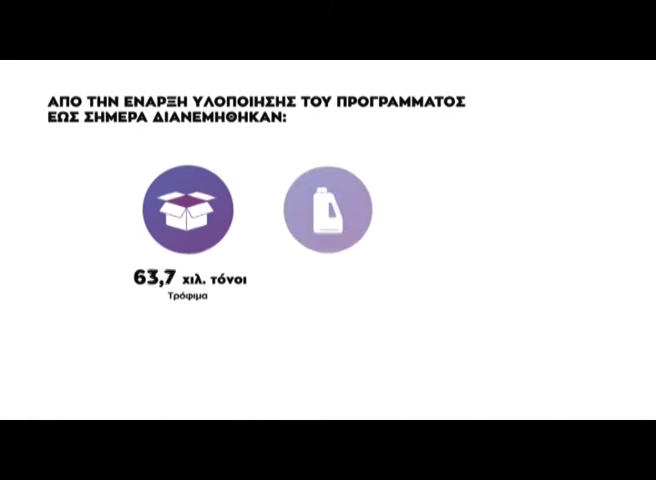 ΑΠΟ ΤΗΝ ΕΝΑΡΞΗ ΥΛΟΠΟΙΗΣΗΣ ΤΟΥ ΠΡΟΓΡΑΜΜΑΤΟΣ
ΕΩΣ ΣΗΜΕΡΑ ΔΙΑΝΕΜΗΘΗΚΑΝ:
63,7 χιλ. τόνοι
Τρόφιμα